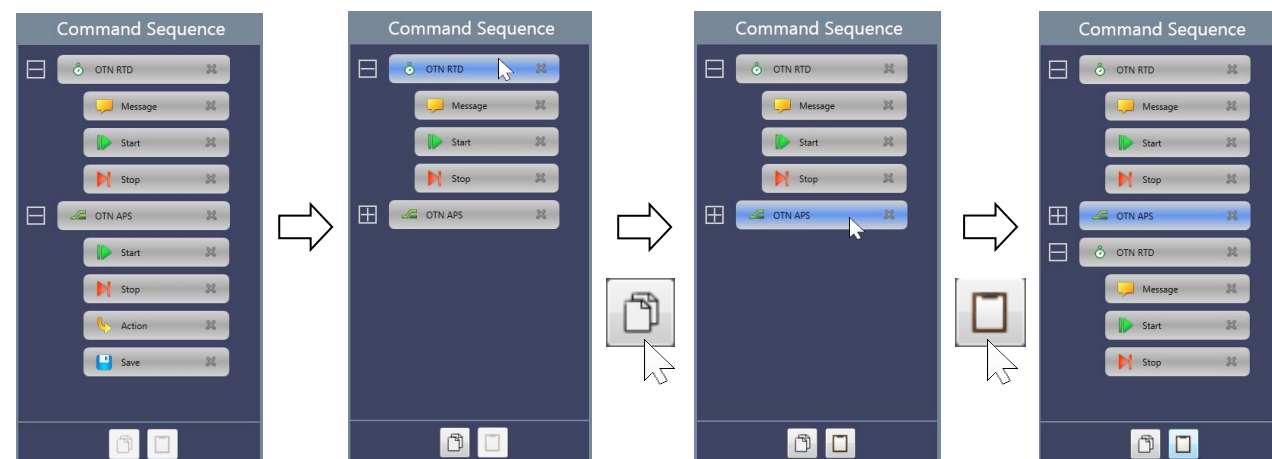 Command Sequence
OTN RTD
Message
Start
Stop
OTN APS
Start
Stop
Action
Save
Command Sequence
OTN RTD
Message
Start
Stop
OTN APS
Command Sequence
OTN RTD
Message
Start
Stop
OTN APS
Command Sequence
OTN RTD
Message
Start
Stop
OTN APS
OTN RTD
Message
Start
Stop